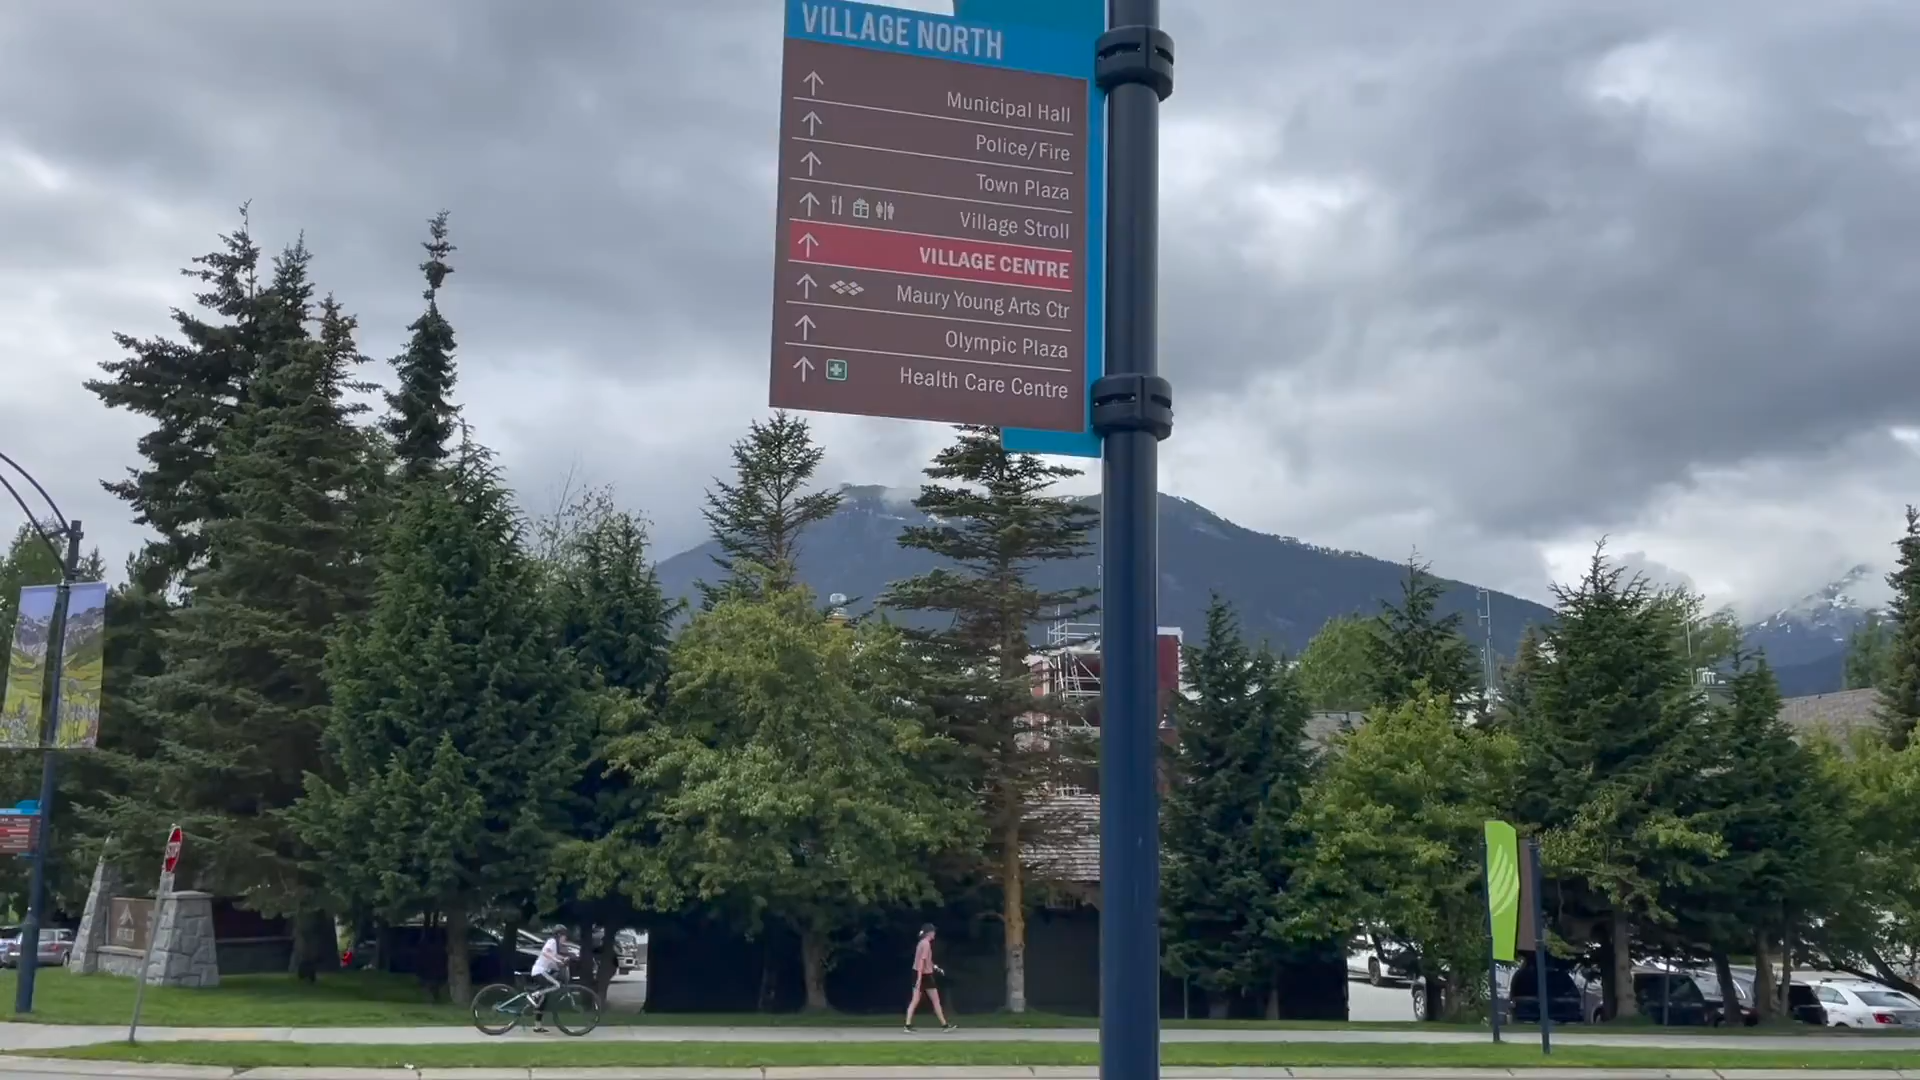 VILLAGE NORTH
Municipal Hall
Police/Fire
Town Plaza
Village Stroll
VILLAGE CENTRE
Maury Young Arts Ctr
Olympic Plaza
Health Care Centre
STOP